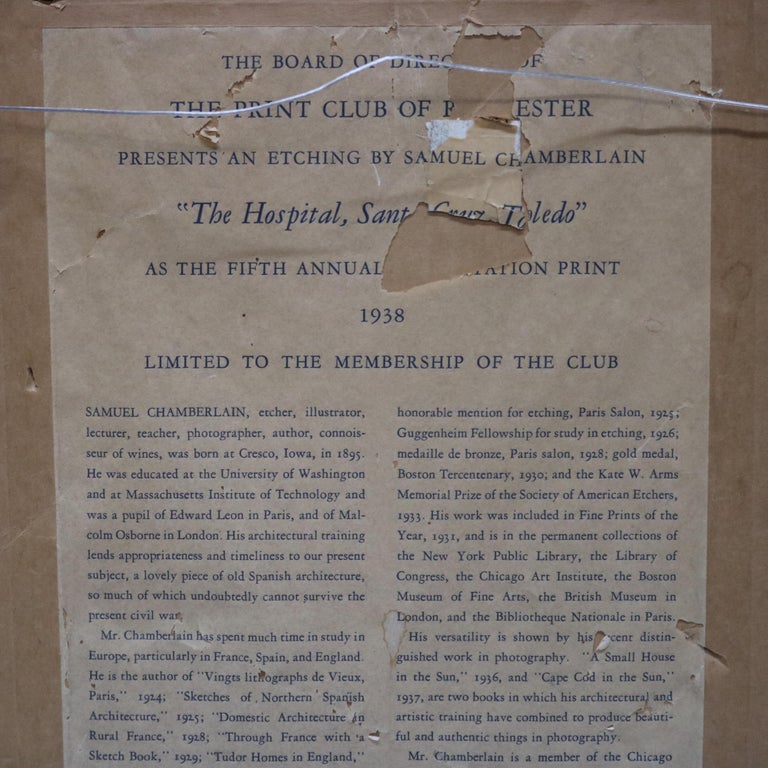 THE BOARD OF OF
THE PRINT CLUB OF
PRESENTS AN ETCHING BY SAMUEL CHAMBERLAIN
"The Hospital, Cruz, Toledo"
AS THE FIFTH ANNUAL PRINT
1938
LIMITED TO THE MEMBERSHIP OF THE CLUB
SAMUEL CHAMBERLAIN, etcher, illustrator,
lecturer, teacher, photographer, author, connois-
seur of wines, was born at Cresco, Iowa, in 1895.
He was educated at the University of Washington
and at Massachusetts Institute of Technology and
was a pupil of Edward Leon in Paris, and of Mal-
colm Osborne in London. His architectural training
lends appropriateness and timeliness to our present
subject, a lovely piece of old Spanish architecture,
so much of which undoubtedly cannot survive the
present civil war.
Mr. Chamberlain has spent much time in study in
Europe, particularly in France, Spain, and England.
He is the author of "Vingts lithographs de Vieux,
Paris," 1924; "Sketches of Northern Spanish
Architecture," 1925; "Domestic Architecture in
Rural France," 1928; "Through France with a
Sketch Book," 1929; "Tudor Homes in England,"
honorable mention for etching, Paris Salon, 1925;
Guggenheim Fellowship for study in etching, 1926;
medaille de bronze, Paris salon, 1928; gold medal,
Boston Tercentenary, 1930; and the Kate W. Arms
Memorial Prize of the Society of American Etchers,
1933. His work was included in Fine Prints of the
Year, 1931, and is in the permanent collections of
the New York Public Library, the Library of
Congress, the Chicago Art Institute, the Boston
Museum of Fine Arts, the British Museum in
London, and the Bibliotheque Nationale in Paris.
His versatility is shown by his recent distin-
guished work in photography. "A Small House
in the Sun," 1936, and "Cape Cod in the Sun,"
1937, are two books in which his architectural and
artistic training have combined to produce beauti-
ful and authentic things in photography.
Mr. Chamberlain is a member of the Chicago